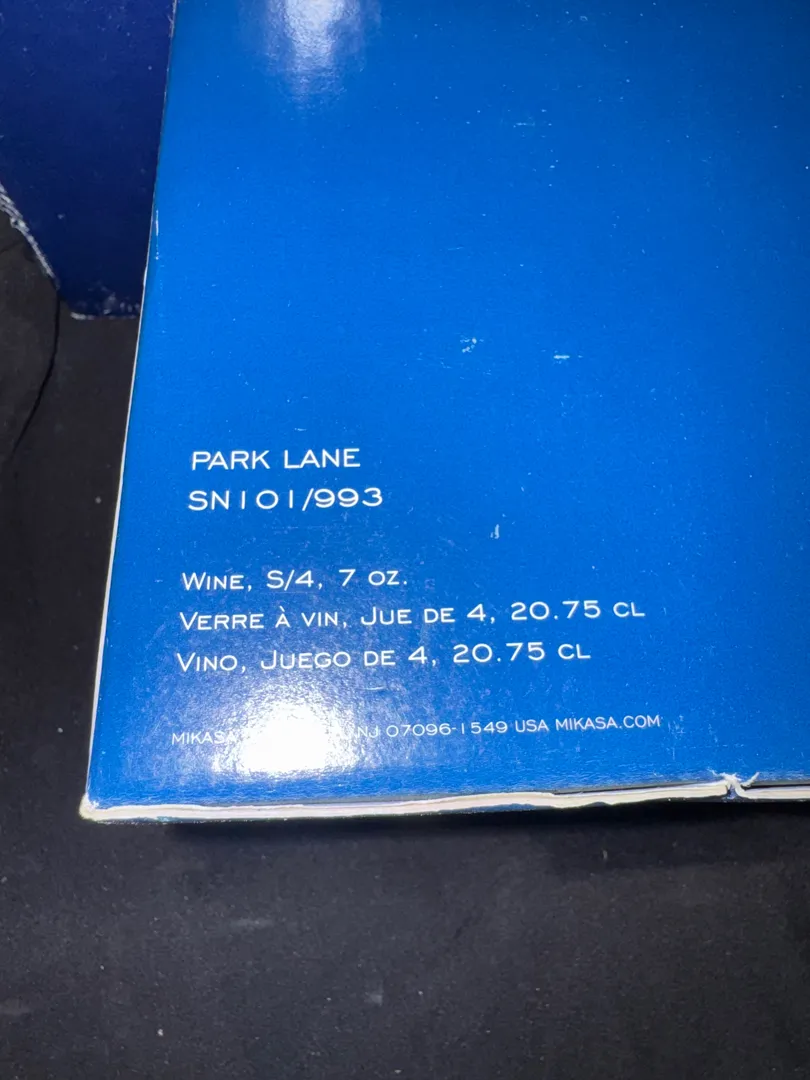 PARK LANE
SN101/993
WINE, S/4, 7 OZ.
VERRE À VIN, JUE DE 4, 20.75 CL
VINO, JUEGO DE 4, 20.75 CL
MIKASA NJ 07096-1549 USA MIKASA.COM